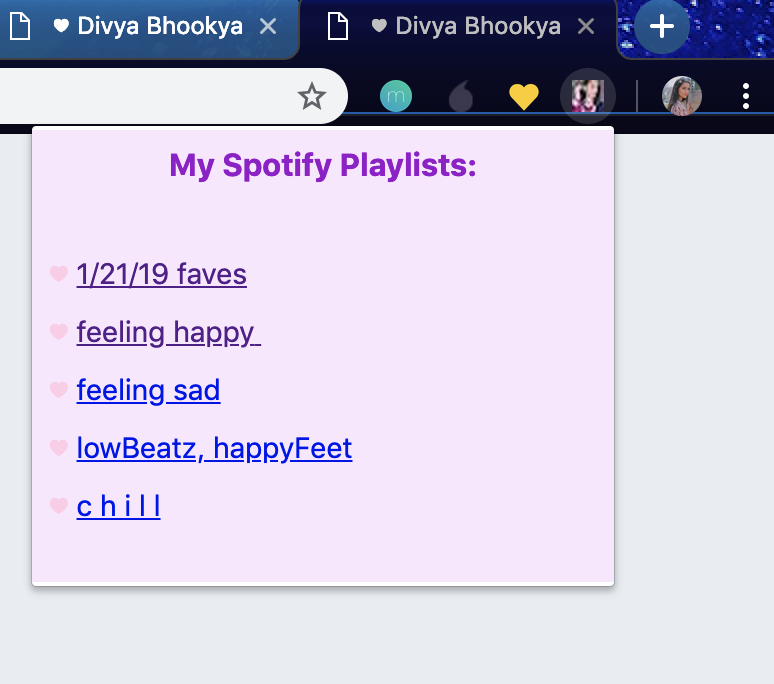 Divya Bhookya
Divya Bhookya
m
My Spotify Playlists:
1/21/19 faves
feeling happy
feeling sad
lowBeatz, happyFeet
c h i l l